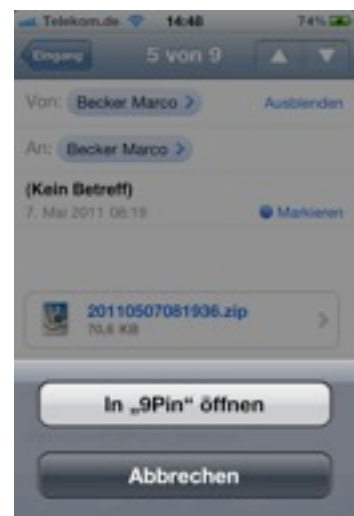 Telekom.de 14:48 74%
Eingang 5 von 9
Von: Becker Marco Ausblenden
An: Becker Marco
(Kein Betreff)
7. Mai 2011 08:19 Markieren
20110507081936.zip
70,6 KB
In „9Pin“ öffnen
Abbrechen